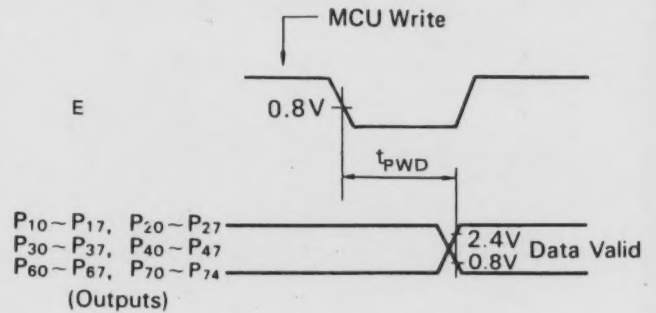 MCU Write
E
0.8V
tPWD
P10~P17, P20~P27
P30~P37, P40~P47
P60~P67, P70~P74
(Outputs)
2.4V
0.8V
Data Valid